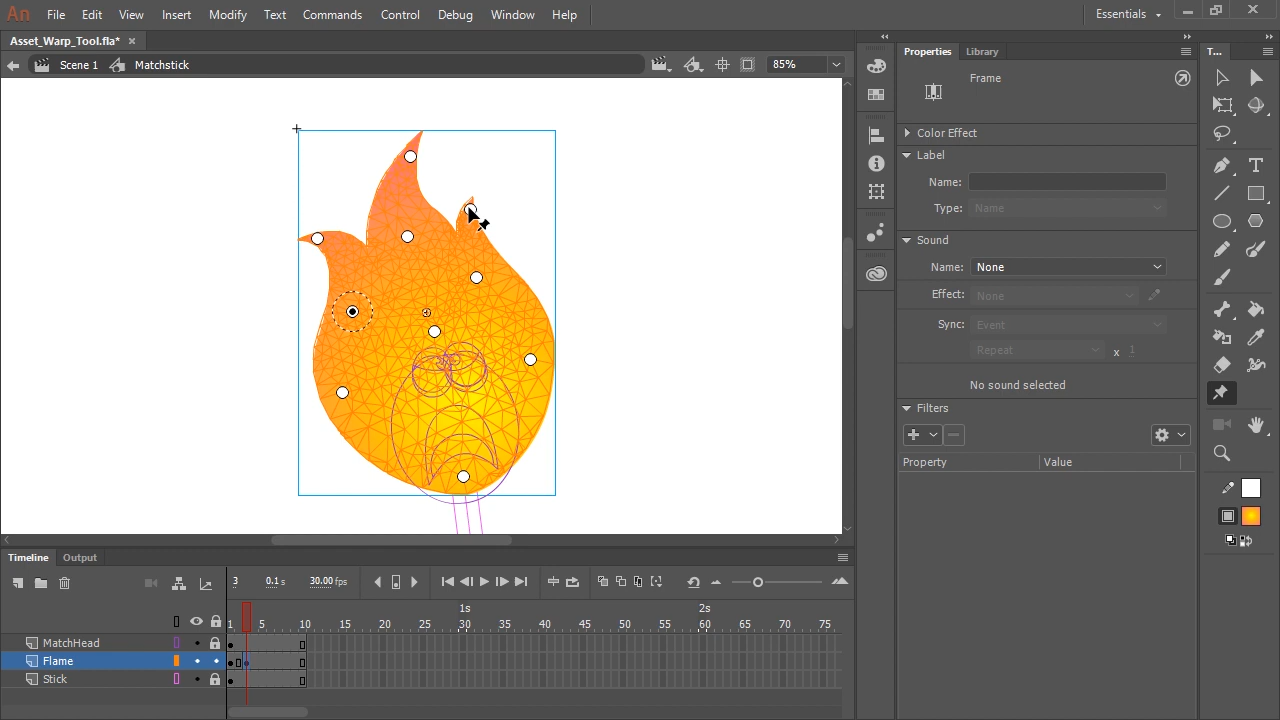 An File Edit View Insert Modify Text Commands Control Debug Window Help Essentials
Asset_Warp_Tool.fla* ×
Scene 1 Matchstick 85%
Properties Library T...
Frame
Color Effect
Label
Name:
Type: Name
Sound
Name: None
Effect: None
Sync: Event
Repeat x 1
No sound selected
Filters
Property Value
Timeline Output
3 0.1 s 30.00 fps
1s 2s
1 5 10 15 20 25 30 35 40 45 50 55 60 65 70 75
MatchHead
Flame
Stick